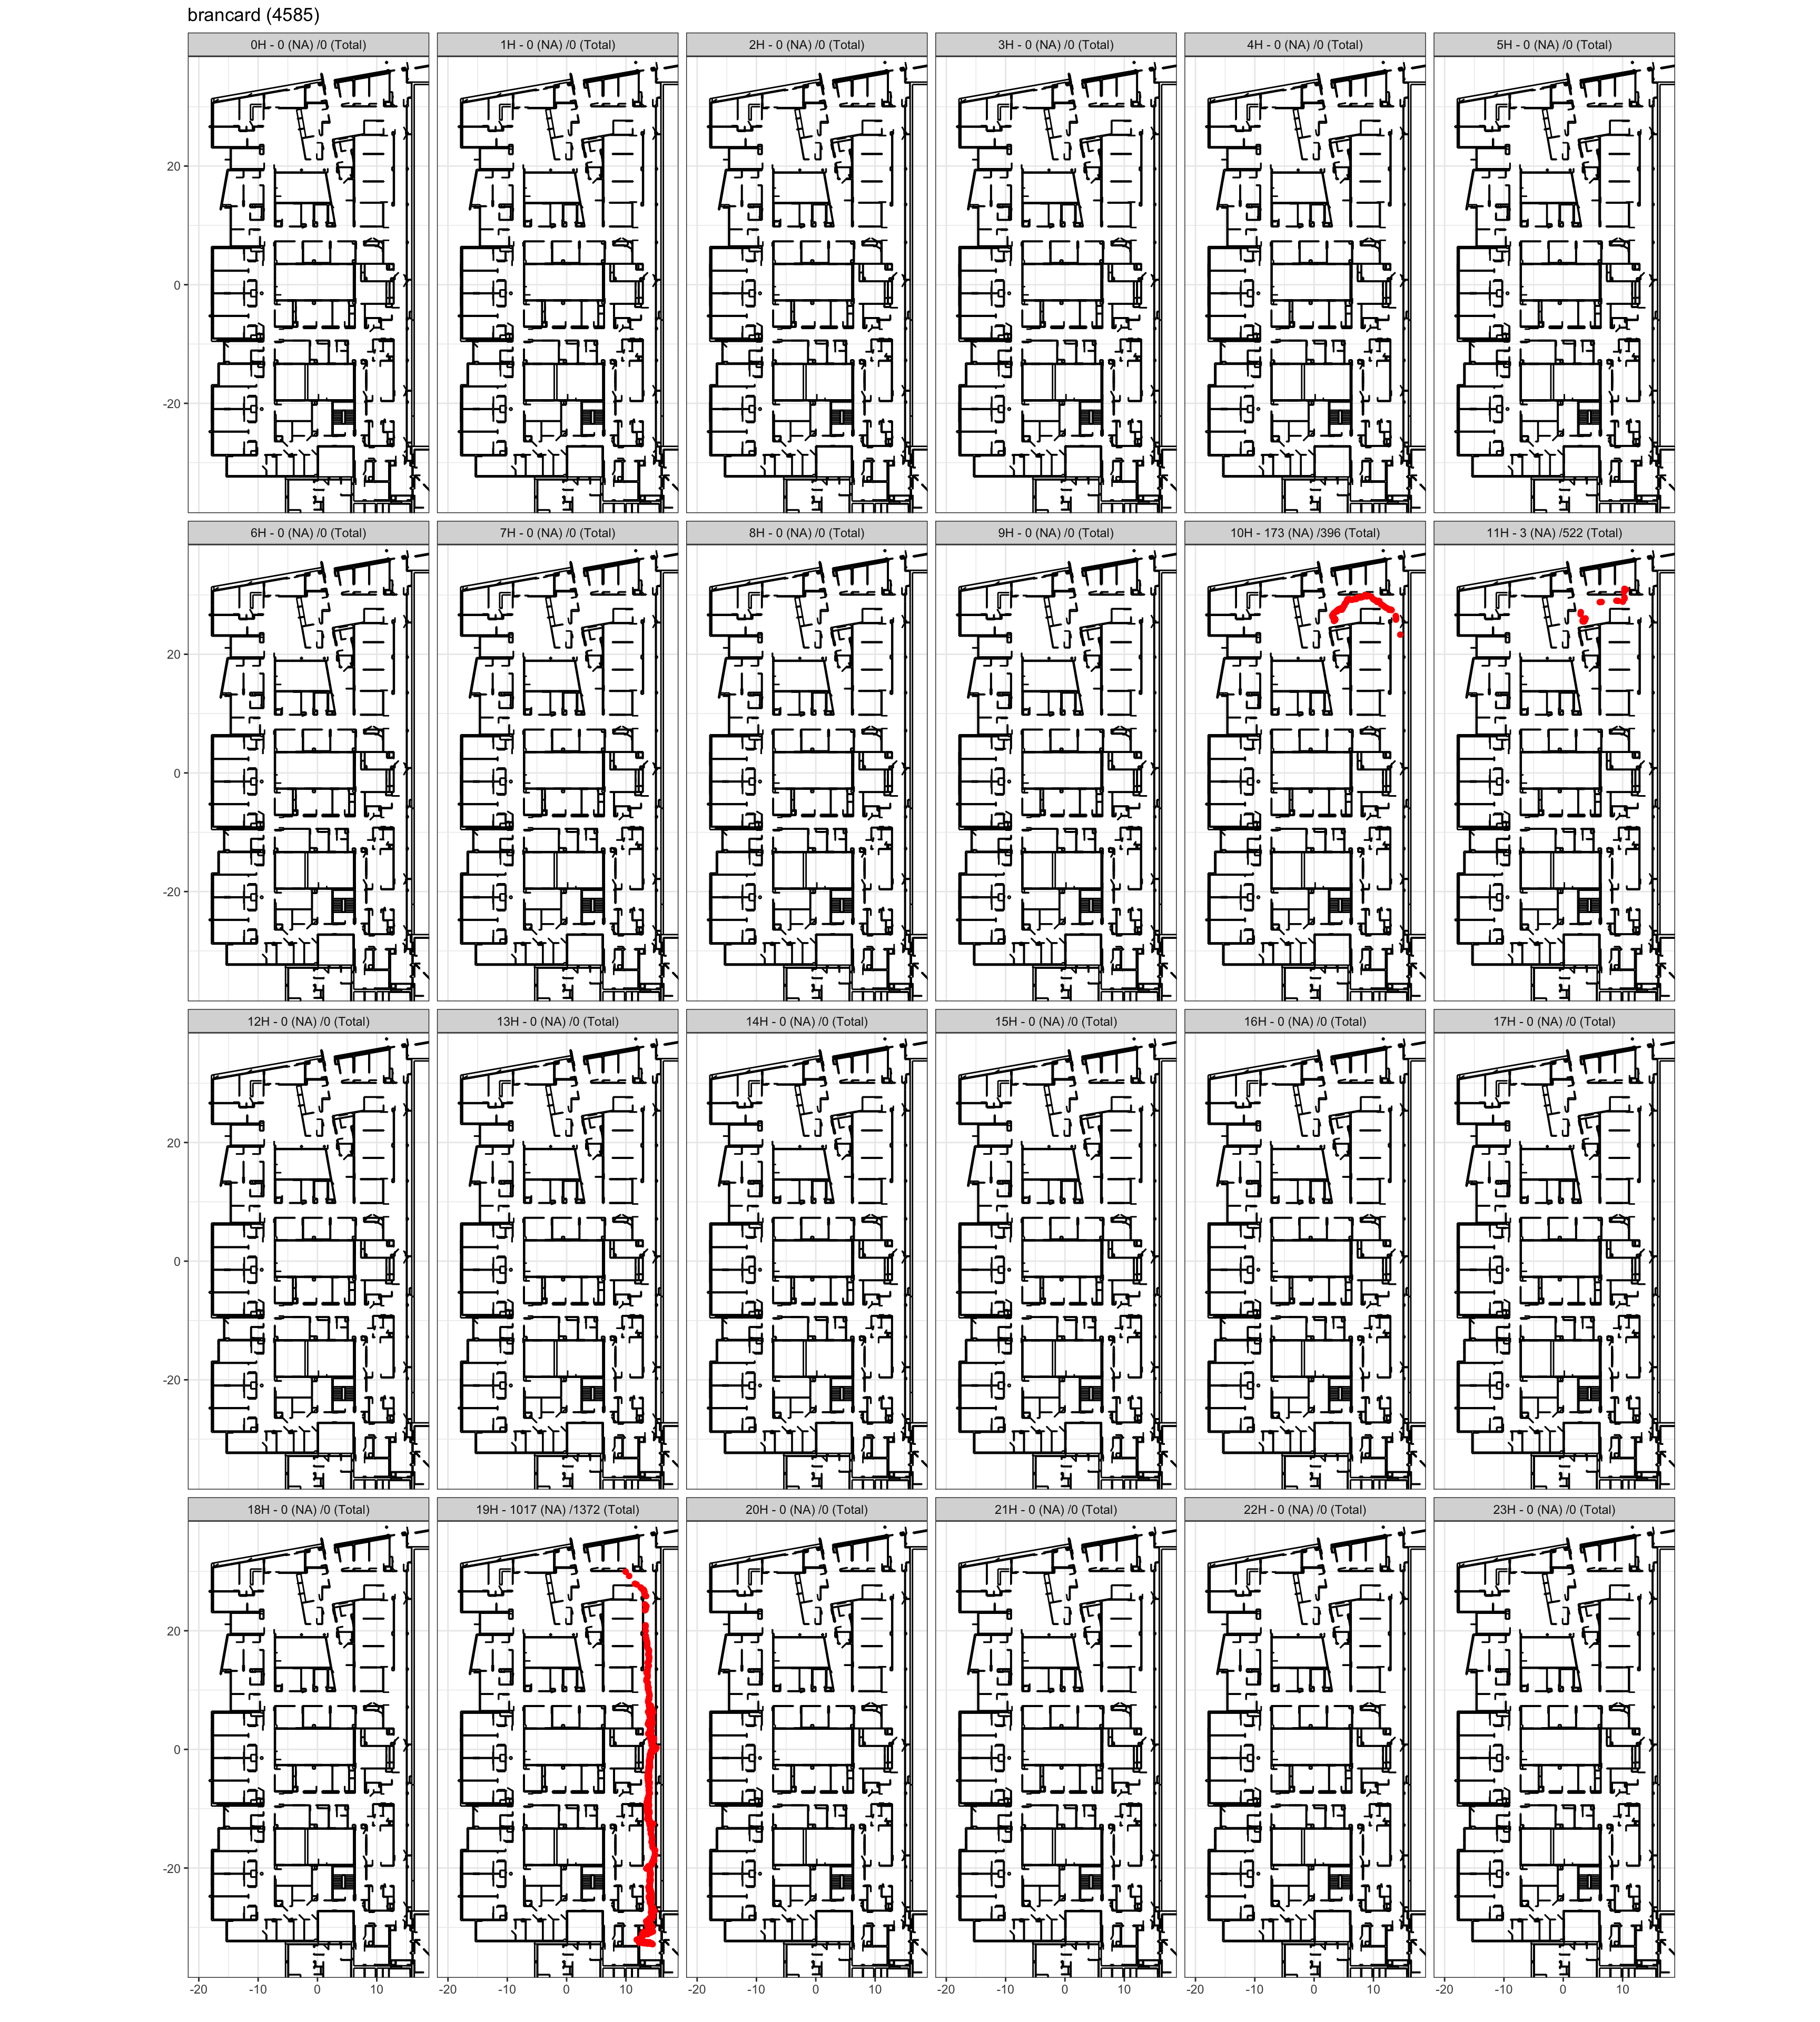 brancard (4585)
0H - 0 (NA) /0 (Total) 1H - 0 (NA) /0 (Total) 2H - 0 (NA) /0 (Total) 3H - 0 (NA) /0 (Total) 4H - 0 (NA) /0 (Total) 5H - 0 (NA) /0 (Total)
20
0
-20
6H - 0 (NA) /0 (Total) 7H - 0 (NA) /0 (Total) 8H - 0 (NA) /0 (Total) 9H - 0 (NA) /0 (Total) 10H - 173 (NA) /396 (Total) 11H - 3 (NA) /522 (Total)
20
0
-20
12H - 0 (NA) /0 (Total) 13H - 0 (NA) /0 (Total) 14H - 0 (NA) /0 (Total) 15H - 0 (NA) /0 (Total) 16H - 0 (NA) /0 (Total) 17H - 0 (NA) /0 (Total)
20
0
-20
18H - 0 (NA) /0 (Total) 19H - 1017 (NA) /1372 (Total) 20H - 0 (NA) /0 (Total) 21H - 0 (NA) /0 (Total) 22H - 0 (NA) /0 (Total) 23H - 0 (NA) /0 (Total)
20
0
-20
-20 -10 0 10 -20 -10 0 10 -20 -10 0 10 -20 -10 0 10 -20 -10 0 10 -20 -10 0 10